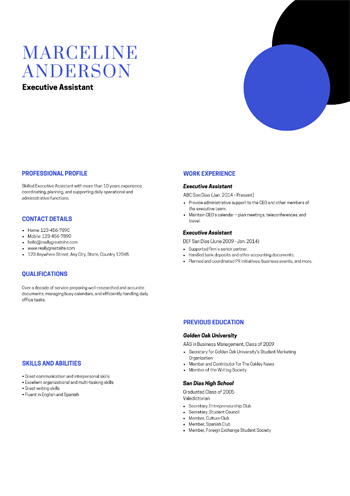 MARCELINE
ANDERSON
Executive Assistant
PROFESSIONAL PROFILE
Skilled Executive Assistant with more than 10 years experience
coordinating, planning, and supporting daily operational and
administrative functions.
CONTACT DETAILS
• Home: 123-456-7890
• Mobile: 123-456-7890
• hello@reallygreatsite.com
• www.reallygreatsite.com
• 123 Anywhere Street, Any City, State, Country 12345
QUALIFICATIONS
Over a decade of service preparing well-researched and accurate
documents, managing busy calendars, and efficiently handling daily
office tasks.
SKILLS AND ABILITIES
• Great communication and interpersonal skills
• Excellent organizational and multi-tasking skills
• Great writing skills
• Fluent in English and Spanish
WORK EXPERIENCE
Executive Assistant
ABC San Dias (Jan. 2014 - Present)
• Provide administrative support to the CEO and other members of
the executive team.
• Maintain CEO's calendar – plan meetings, teleconferences, and
travel.
Executive Assistant
DEF San Dias (June 2009 - Jan. 2014)
• Supported firm's senior partner.
• Handled bank deposits and other accounting documents.
• Planned and coordinated PR initiatives, business events, and more.
PREVIOUS EDUCATION
Golden Oak University
AAS in Business Management, Class of 2009
• Secretary for Golden Oak University's Student Marketing
Organization
• Member and Contributor for The Oakley News
• Member of the Writing Society
San Dias High School
Graduated Class of 2005
Valedictorian
• Secretary, Entrepreneurship Club
• Secretary, Student Council
• Member, Culture Club
• Member, Spanish Club
• Member, Foreign Exchange Student Society